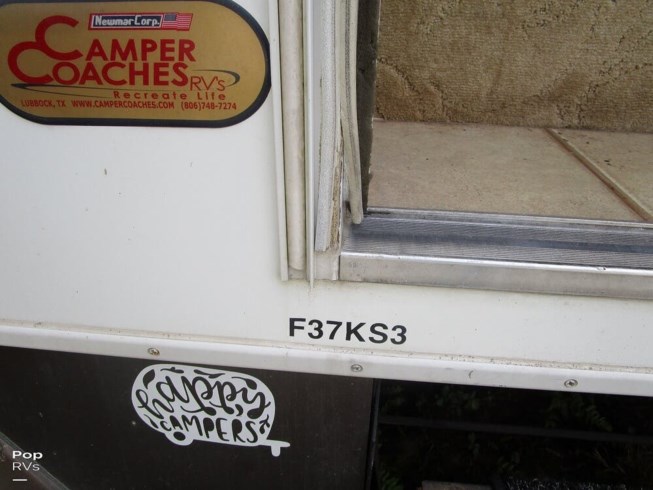 Newmar Corp.
CAMPER
COACHES RV's
Recreate Life
LUBBOCK, TX WWW.CAMPERCOACHES.COM (806)748-7274
F37KS3
happy
CAMPERS
Pop
RVs